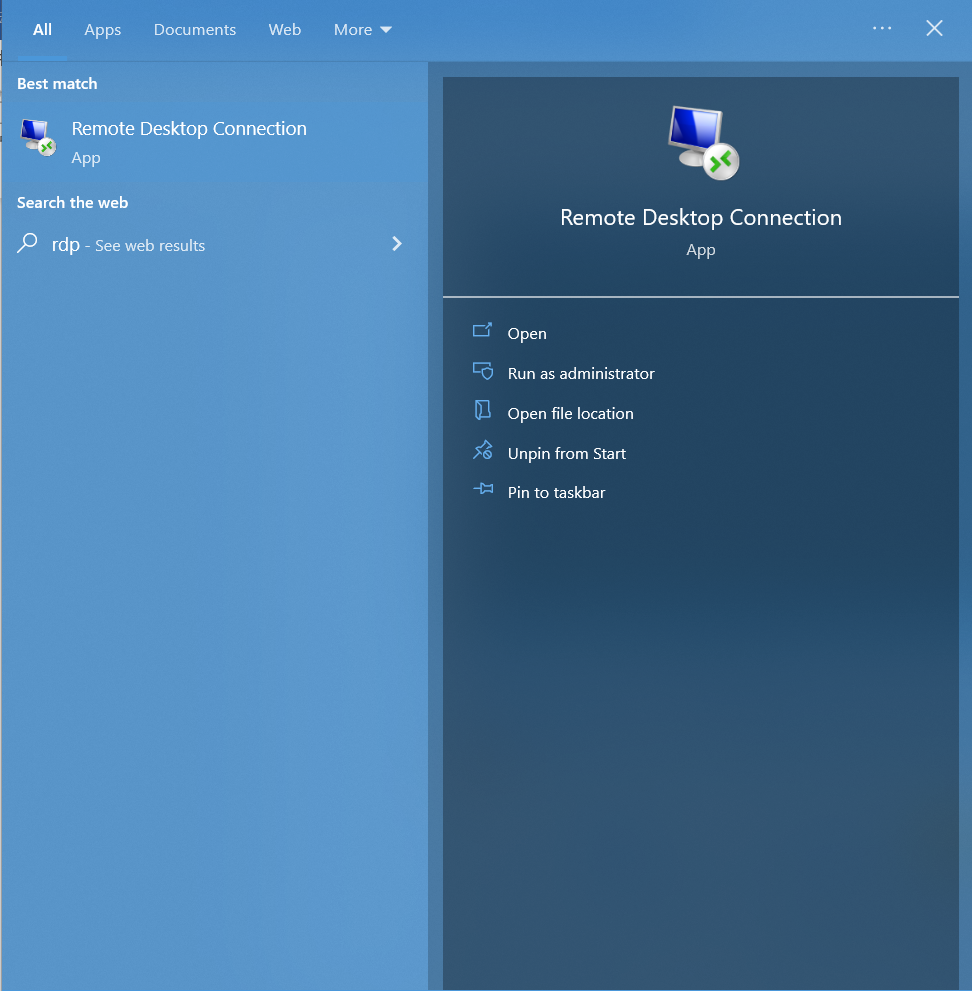 All Apps Documents Web More
Best match
Remote Desktop Connection
App
Search the web
rdp - See web results
Remote Desktop Connection
App
Open
Run as administrator
Open file location
Unpin from Start
Pin to taskbar